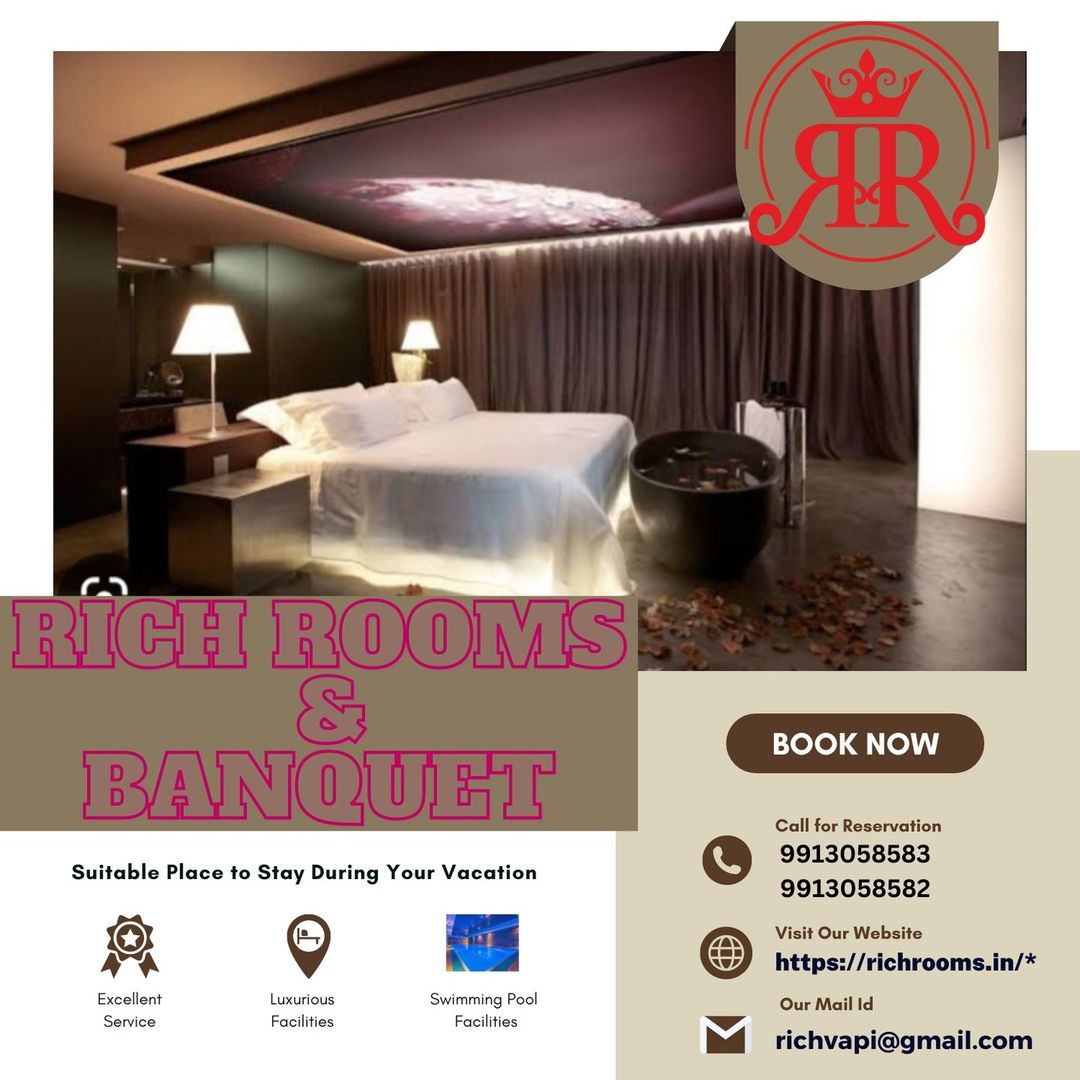 RR
RICH ROOMS
&
BANQUET
Suitable Place to Stay During Your Vacation
Excellent
Service
Luxurious
Facilities
Swimming Pool
Facilities
BOOK NOW
Call for Reservation
9913058583
9913058582
Visit Our Website
https://richrooms.in/*
Our Mail Id
richvapi@gmail.com